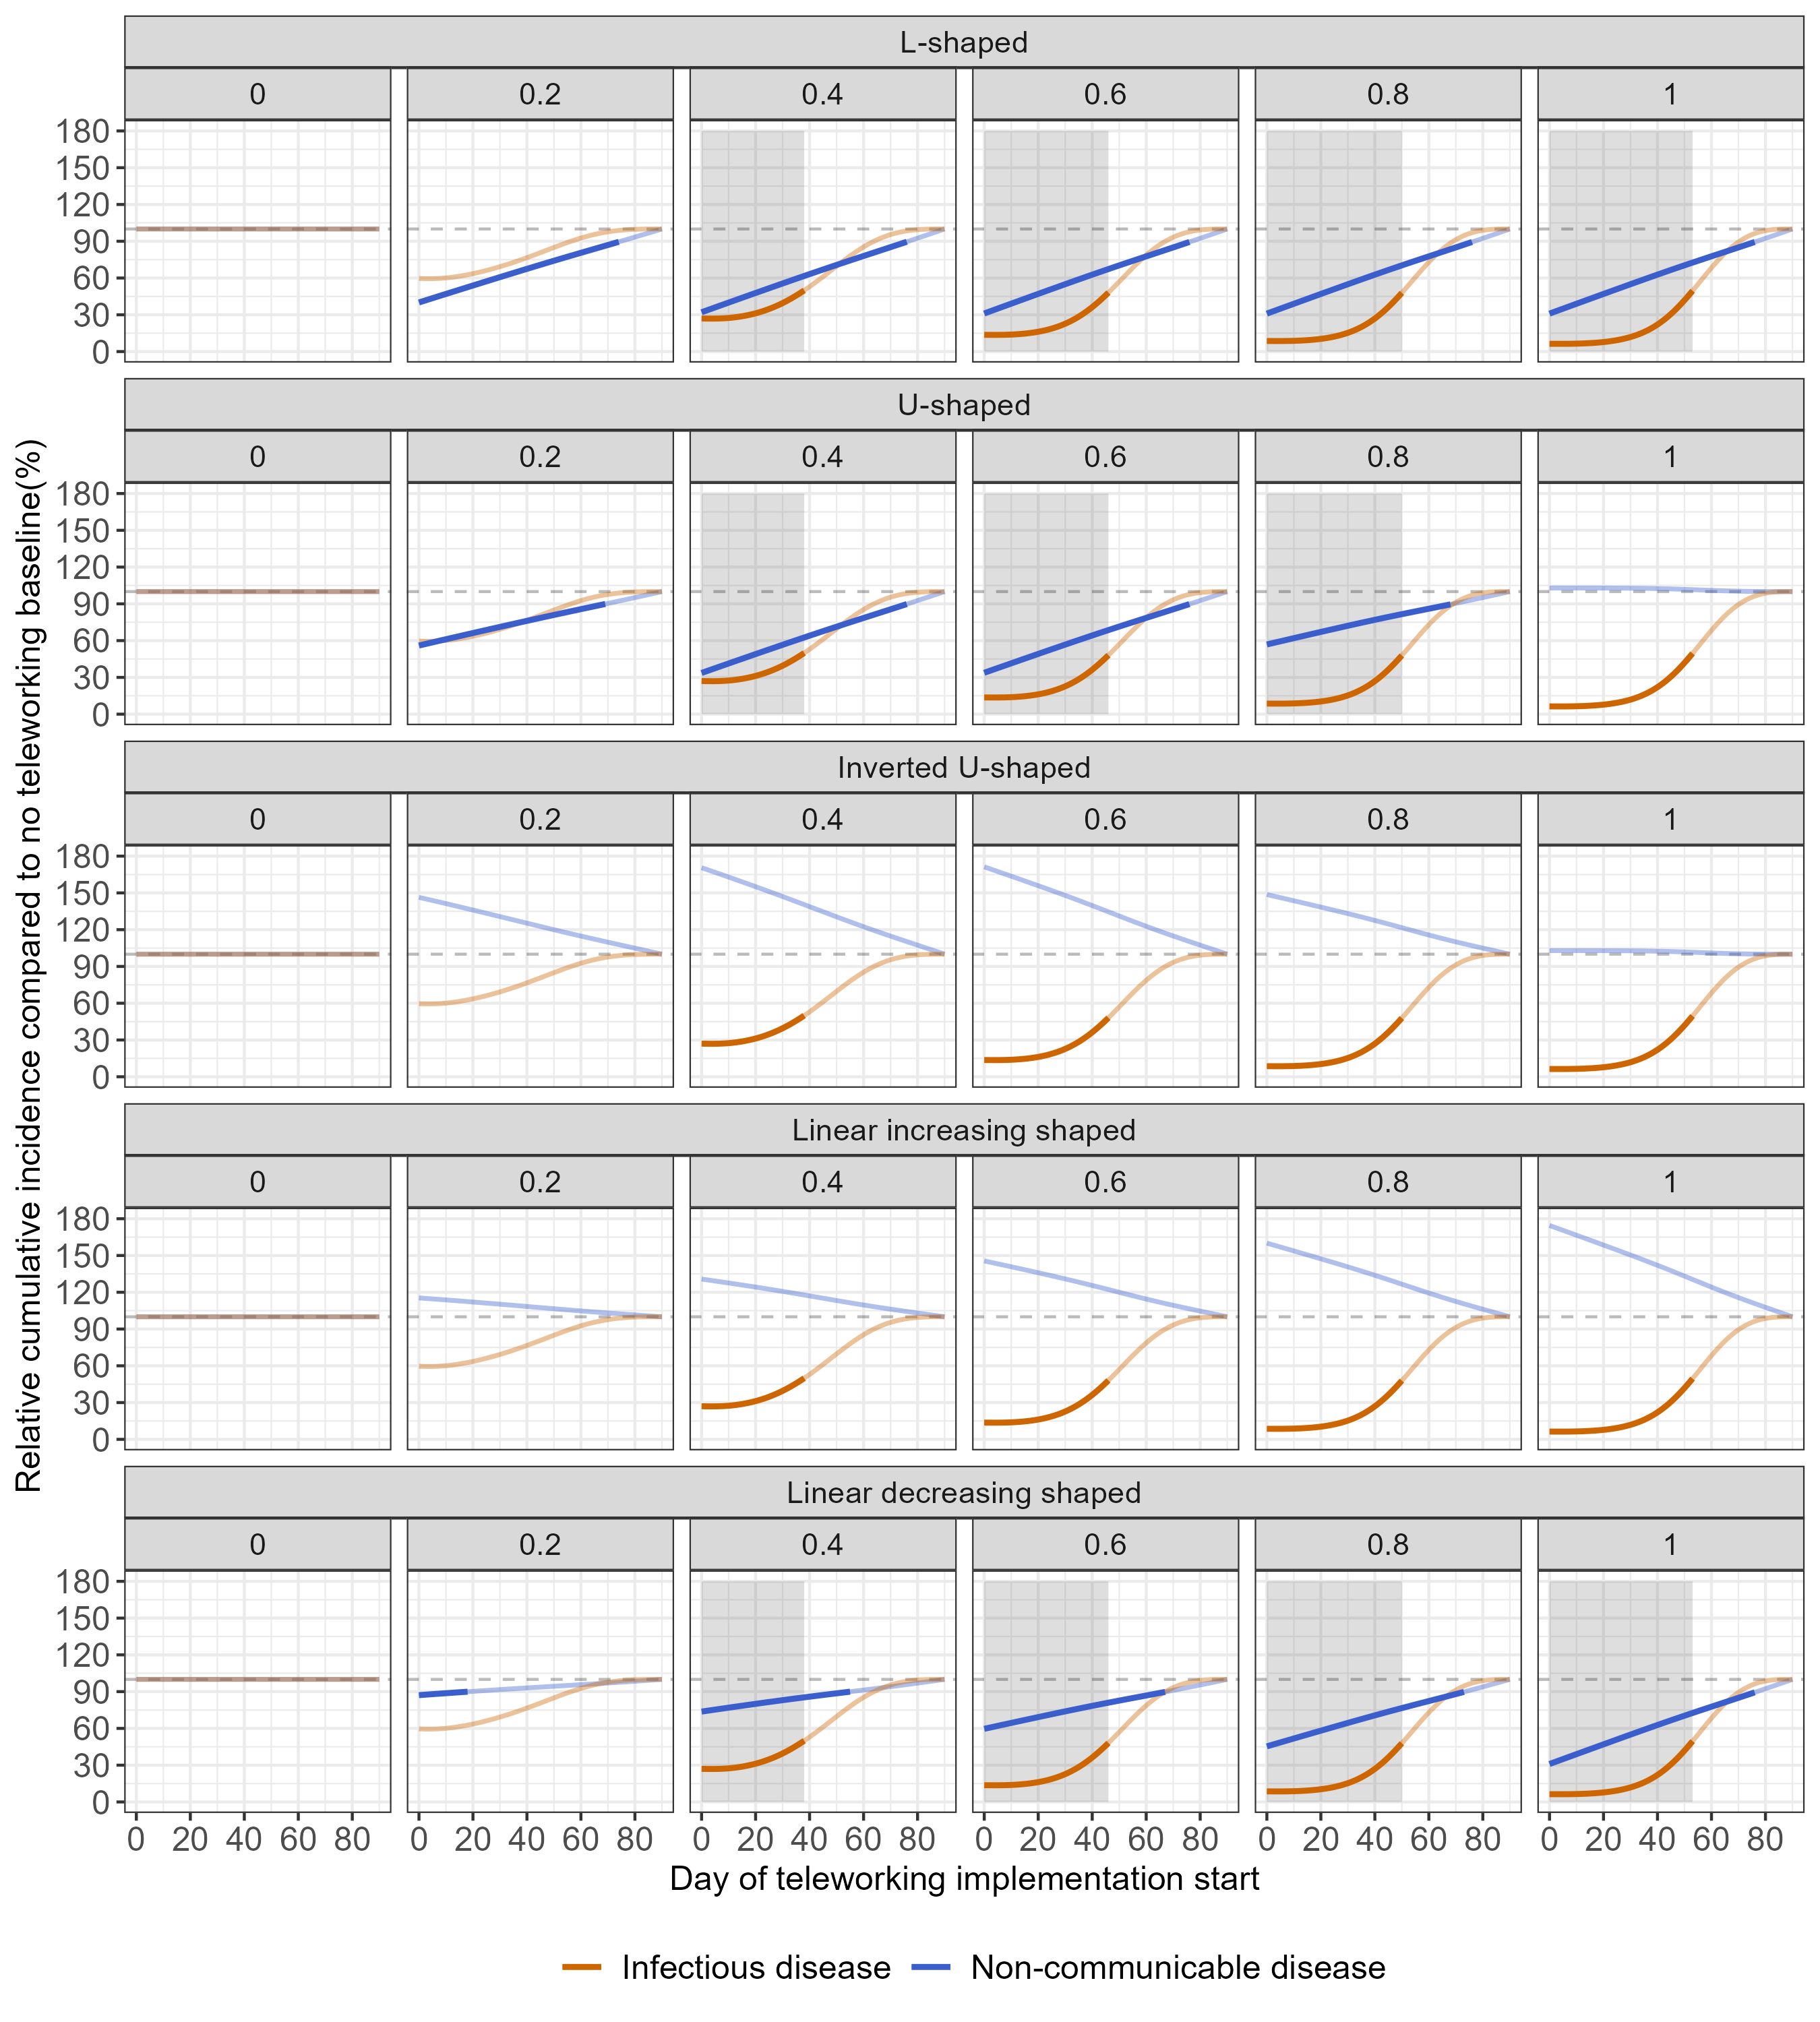 L-shaped
0 0.2 0.4 0.6 0.8 1
180
150
120
90
60
30
0
U-shaped
0 0.2 0.4 0.6 0.8 1
180
150
120
90
60
30
0
Inverted U-shaped
0 0.2 0.4 0.6 0.8 1
180
150
120
90
60
30
0
Linear increasing shaped
0 0.2 0.4 0.6 0.8 1
180
150
120
90
60
30
0
Linear decreasing shaped
0 0.2 0.4 0.6 0.8 1
180
150
120
90
60
30
0
0 20 40 60 80 0 20 40 60 80 0 20 40 60 80 0 20 40 60 80 0 20 40 60 80 0 20 40 60 80
Relative cumulative incidence compared to no teleworking baseline(%)
Day of teleworking implementation start
Infectious disease Non-communicable disease